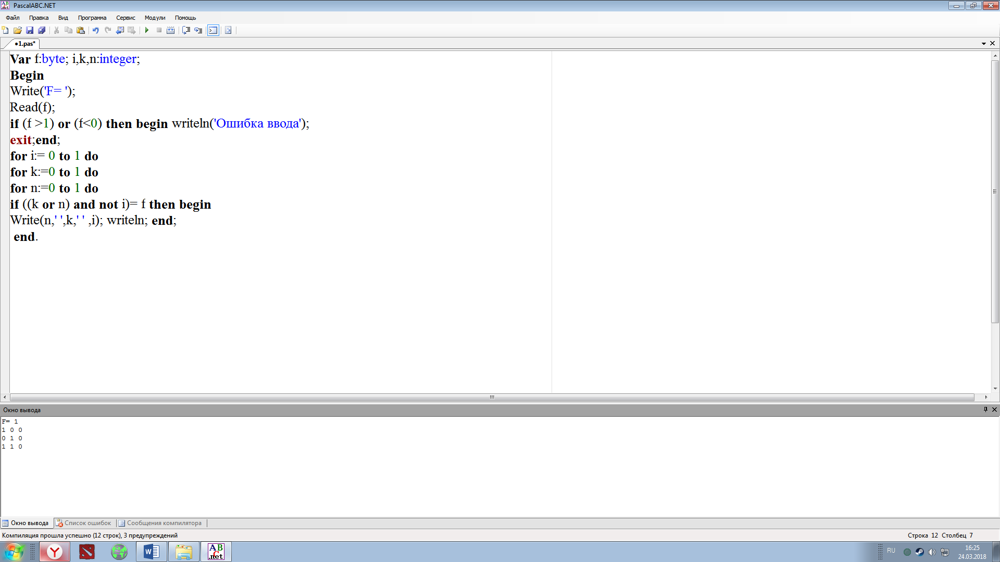 PascalABC.NET
Файл Правка Вид Программа Сервис Модули Помощь
•1.pas*
Var f:byte; i,k,n:integer;
Begin
Write('F= ');
Read(f);
if (f >1) or (f<0) then begin writeln('Ошибка ввода');
exit;end;
for i:= 0 to 1 do
for k:=0 to 1 do
for n:=0 to 1 do
if ((k or n) and not i)= f then begin
Write(n,' ',k,' ' ,i); writeln; end;
end.
Окно вывода
F= 1
1 0 0
0 1 0
1 1 0
Окно вывода Список ошибок Сообщения компилятора
Компиляция прошла успешно (12 строк), 3 предупреждений Строка 12 Столбец 7
RU 16:25
24.03.2018